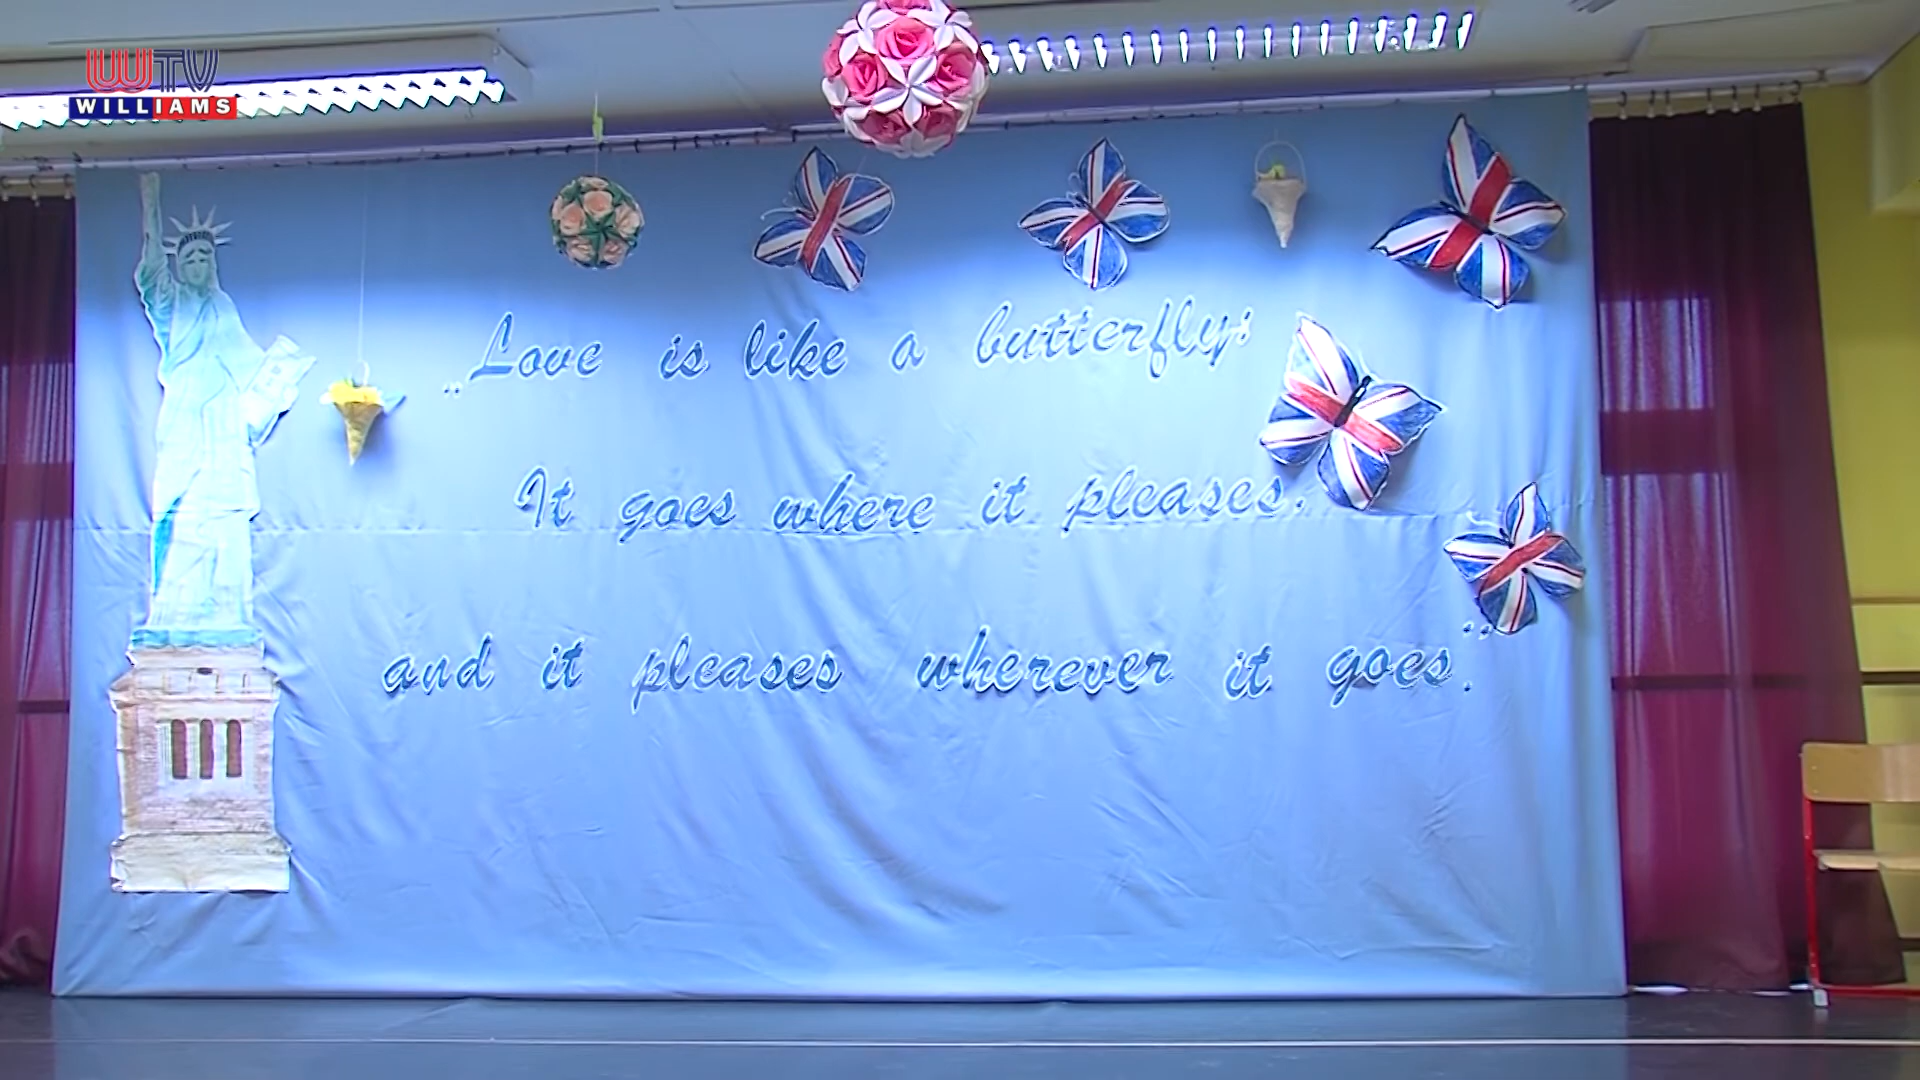 WTV
WILLIAMS
„Love is like a butterfly;
It goes where it pleases.
and it pleases wherever it goes.”